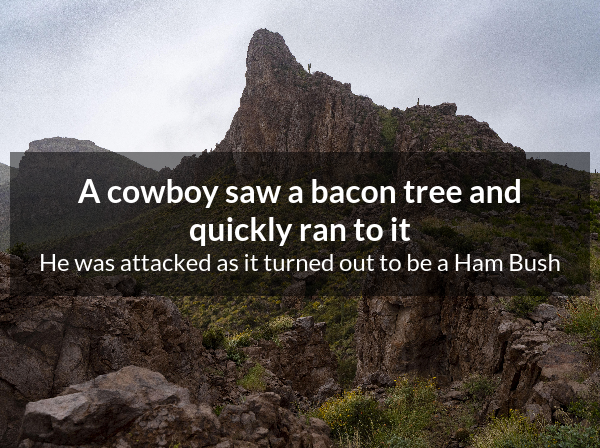 A cowboy saw a bacon tree and
quickly ran to it
He was attacked as it turned out to be a Ham Bush